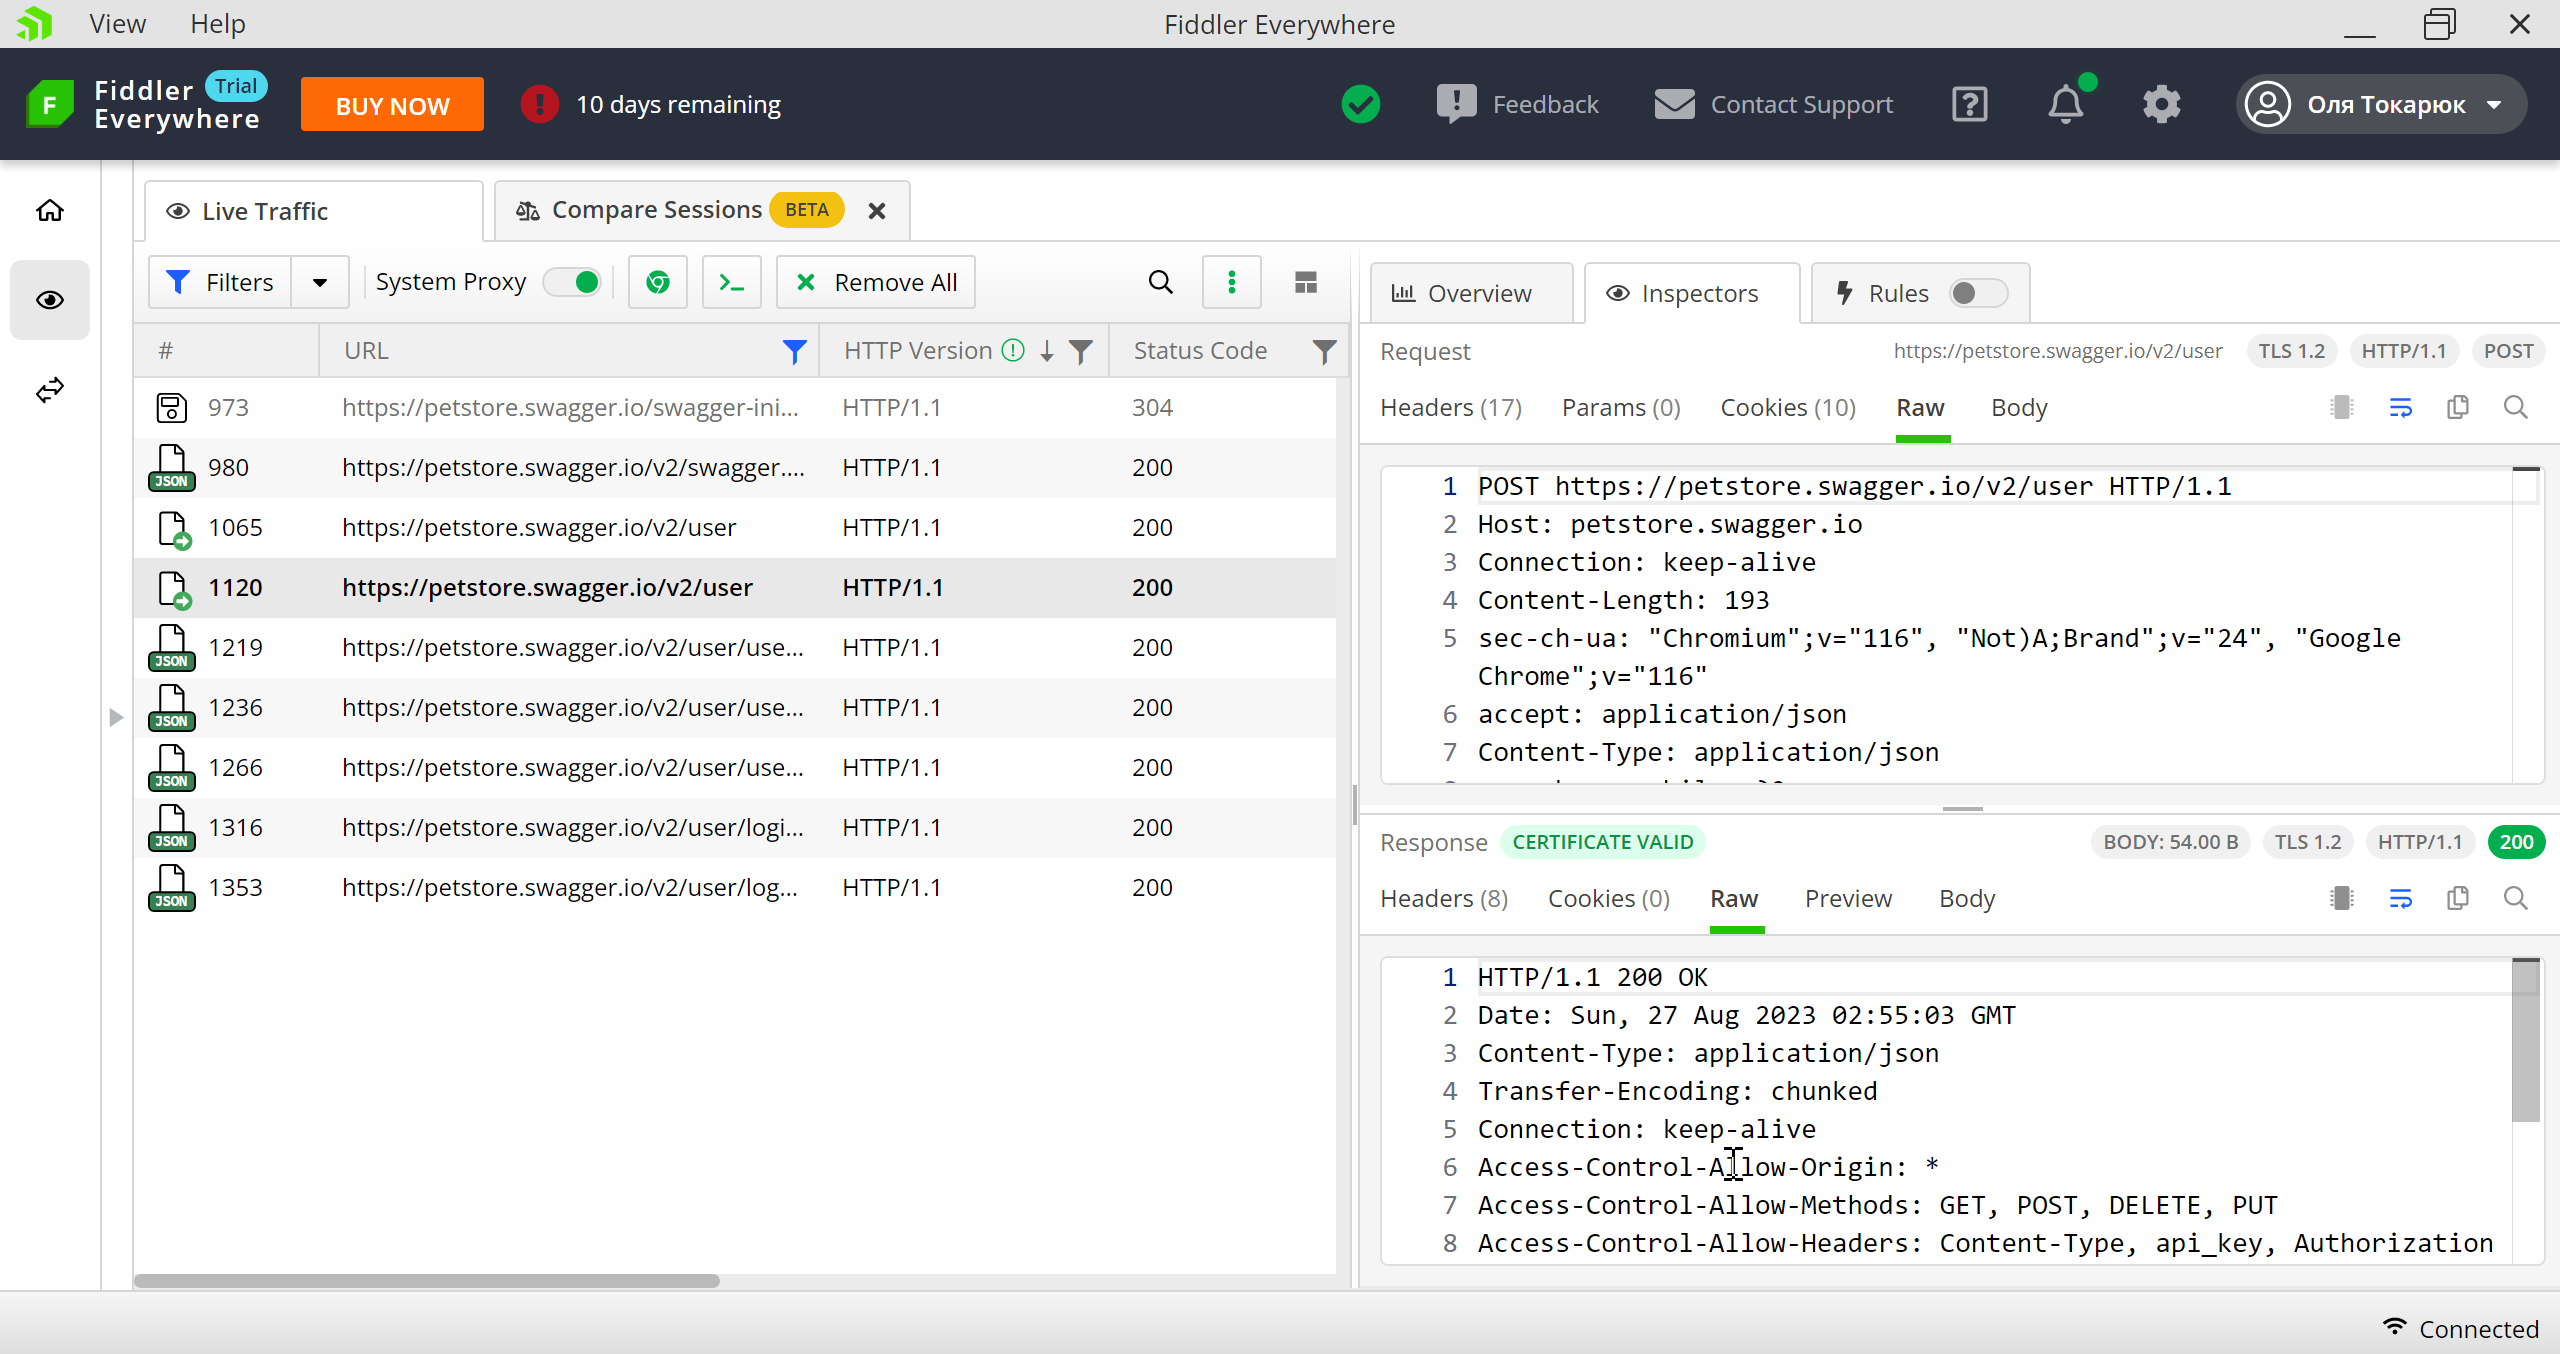 View Help Fiddler Everywhere
Fiddler Trial
Everywhere
BUY NOW
10 days remaining
Feedback
Contact Support
Оля Токарюк
Live Traffic
Compare Sessions BETA
Filters
System Proxy
Remove All
# URL HTTP Version Status Code
973 https://petstore.swagger.io/swagger-ini... HTTP/1.1 304
JSON 980 https://petstore.swagger.io/v2/swagger.... HTTP/1.1 200
1065 https://petstore.swagger.io/v2/user HTTP/1.1 200
1120 https://petstore.swagger.io/v2/user HTTP/1.1 200
JSON 1219 https://petstore.swagger.io/v2/user/use... HTTP/1.1 200
JSON 1236 https://petstore.swagger.io/v2/user/use... HTTP/1.1 200
JSON 1266 https://petstore.swagger.io/v2/user/use... HTTP/1.1 200
JSON 1316 https://petstore.swagger.io/v2/user/logi... HTTP/1.1 200
JSON 1353 https://petstore.swagger.io/v2/user/log... HTTP/1.1 200
Overview Inspectors Rules
Request https://petstore.swagger.io/v2/user TLS 1.2 HTTP/1.1 POST
Headers (17) Params (0) Cookies (10) Raw Body
1 POST https://petstore.swagger.io/v2/user HTTP/1.1
2 Host: petstore.swagger.io
3 Connection: keep-alive
4 Content-Length: 193
5 sec-ch-ua: "Chromium";v="116", "Not)A;Brand";v="24", "Google
Chrome";v="116"
6 accept: application/json
7 Content-Type: application/json
Response CERTIFICATE VALID BODY: 54.00 B TLS 1.2 HTTP/1.1 200
Headers (8) Cookies (0) Raw Preview Body
1 HTTP/1.1 200 OK
2 Date: Sun, 27 Aug 2023 02:55:03 GMT
3 Content-Type: application/json
4 Transfer-Encoding: chunked
5 Connection: keep-alive
6 Access-Control-Allow-Origin: *
7 Access-Control-Allow-Methods: GET, POST, DELETE, PUT
8 Access-Control-Allow-Headers: Content-Type, api_key, Authorization
Connected